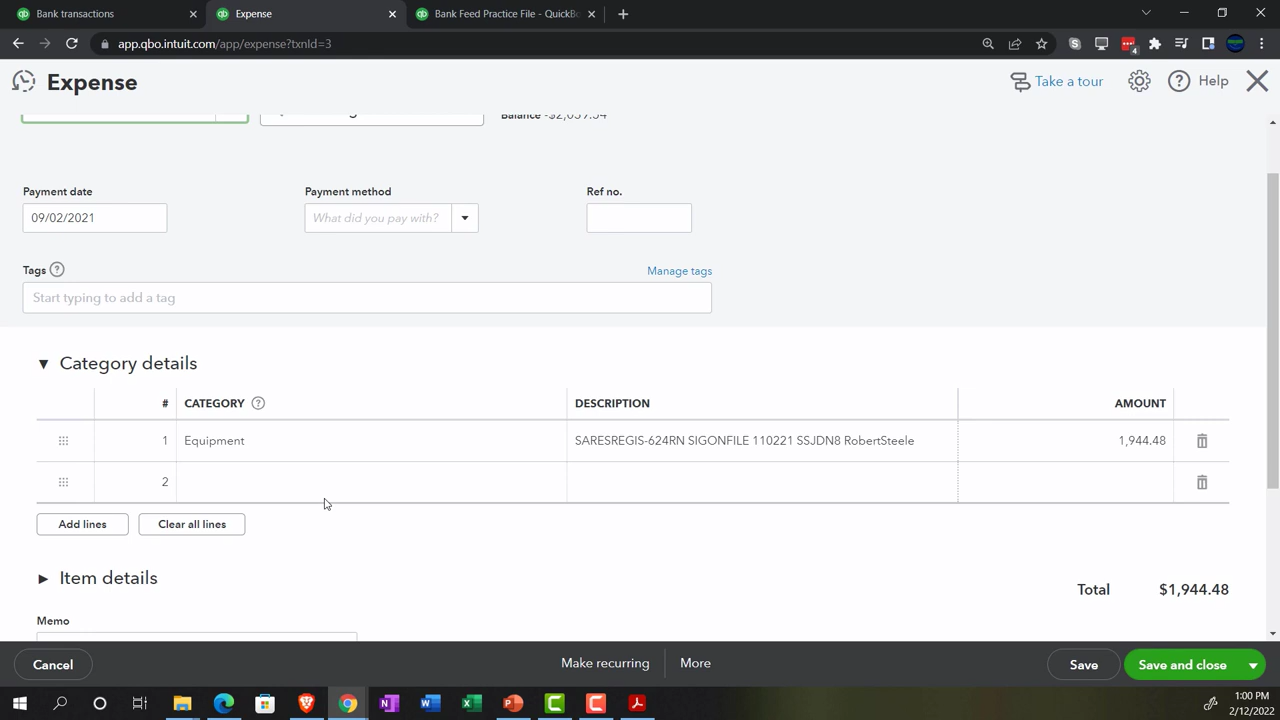 Bank transactions
Expense
Bank Feed Practice File - QuickBo
app.qbo.intuit.com/app/expense?txnId=3
4
Expense
Take a tour
Help
Payment date
Payment method
Ref no.
09/02/2021
What did you pay with?
Tags
Manage tags
Start typing to add a tag
Category details
# CATEGORY DESCRIPTION AMOUNT
1 Equipment SARESREGIS-624RN SIGONFILE 110221 SSJDN8 RobertSteele 1,944.48
2
Add lines
Clear all lines
Item details
Total $1,944.48
Memo
Cancel
Make recurring
More
Save
Save and close
1:00 PM
2/12/2022